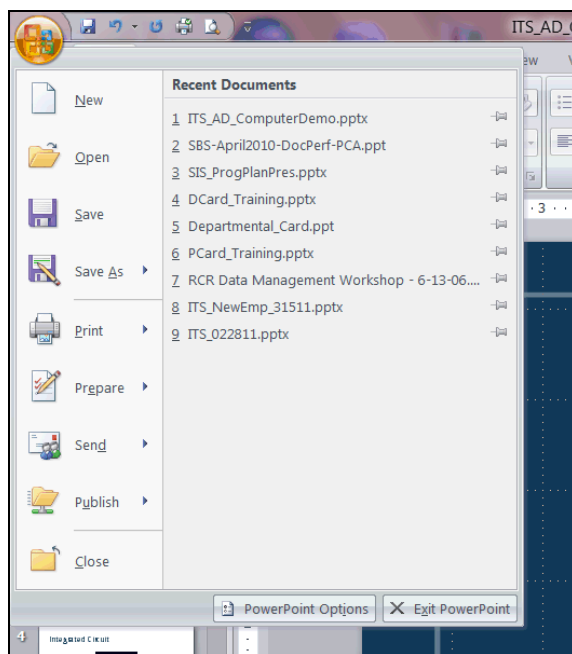 ITS_AD_C
ew
Recent Documents
New
1 ITS_AD_ComputerDemo.pptx
2 SBS-April2010-DocPerf-PCA.ppt
Open
3 SIS_ProgPlanPres.pptx
4 DCard_Training.pptx
Save
5 Departmental_Card.ppt
6 PCard_Training.pptx
Save As
7 RCR Data Management Workshop - 6-13-06....
8 ITS_NewEmp_31511.pptx
Print
9 ITS_022811.pptx
Prepare
Send
Publish
Close
PowerPoint Options
Exit PowerPoint
3
4
Integrated Circuit